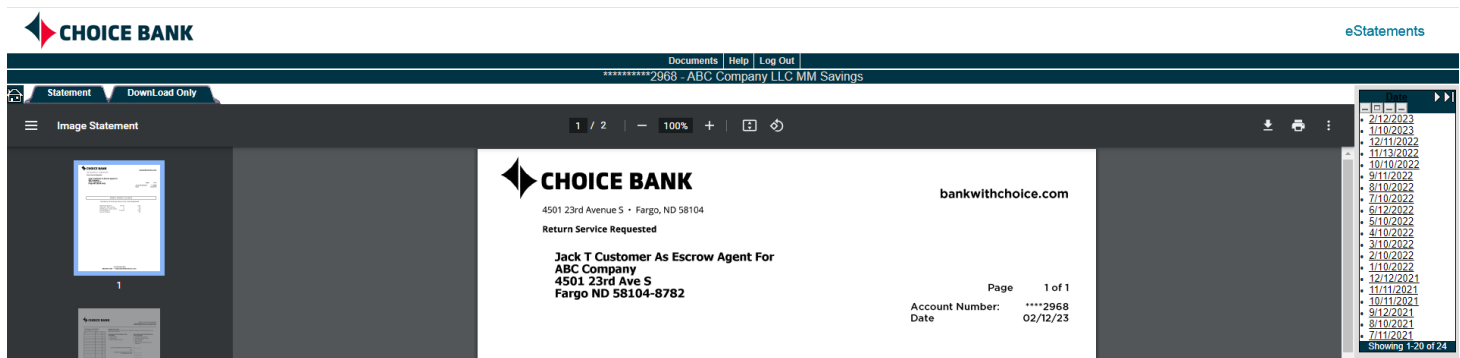 CHOICE BANK
eStatements
Documents Help Log Out
**********2968 - ABC Company LLC MM Savings
Statement DownLoad Only
Date
Image Statement
1 / 2 100%
2/12/2023
1/10/2023
12/11/2022
11/13/2022
10/10/2022
9/11/2022
8/10/2022
7/10/2022
6/12/2022
5/10/2022
4/10/2022
3/10/2022
2/10/2022
1/10/2022
12/12/2021
11/11/2021
10/11/2021
9/12/2021
8/10/2021
7/11/2021
Showing 1-20 of 24
1
CHOICE BANK
bankwithchoice.com
4501 23rd Avenue S • Fargo, ND 58104
Return Service Requested
Jack T Customer As Escrow Agent For
ABC Company
4501 23rd Ave S
Fargo ND 58104-8782
Page 1 of 1
Account Number: ****2968
Date 02/12/23